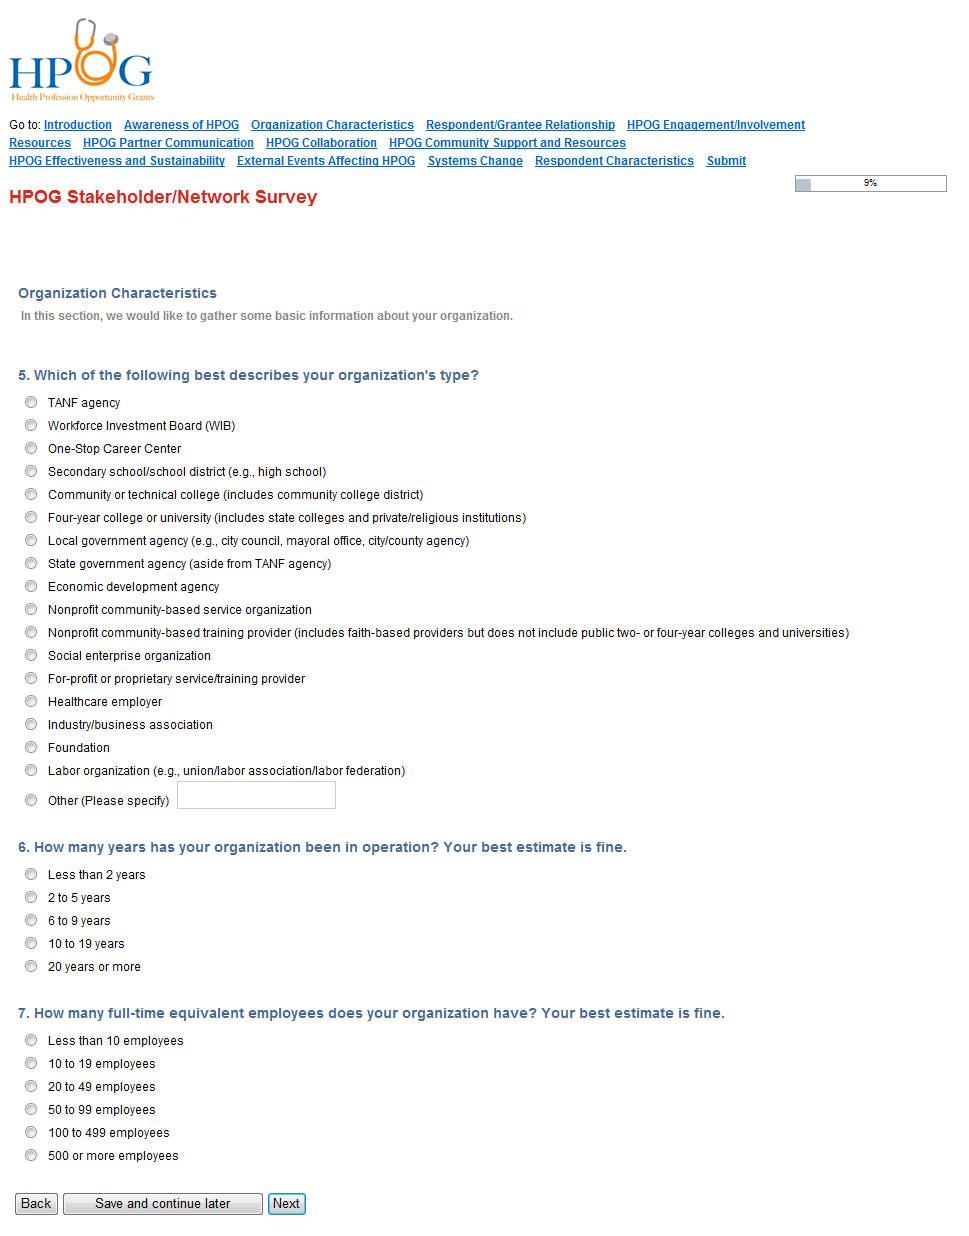 HPOG
Health Profession Opportunity Grants
Go to: Introduction Awareness of HPOG Organization Characteristics Respondent/Grantee Relationship HPOG Engagement/Involvement
Resources HPOG Partner Communication HPOG Collaboration HPOG Community Support and Resources
HPOG Effectiveness and Sustainability External Events Affecting HPOG Systems Change Respondent Characteristics Submit
9%
HPOG Stakeholder/Network Survey
Organization Characteristics
In this section, we would like to gather some basic information about your organization.
5. Which of the following best describes your organization's type?
TANF agency
Workforce Investment Board (WIB)
One-Stop Career Center
Secondary school/school district (e.g., high school)
Community or technical college (includes community college district)
Four-year college or university (includes state colleges and private/religious institutions)
Local government agency (e.g., city council, mayoral office, city/county agency)
State government agency (aside from TANF agency)
Economic development agency
Nonprofit community-based service organization
Nonprofit community-based training provider (includes faith-based providers but does not include public two- or four-year colleges and universities)
Social enterprise organization
For-profit or proprietary service/training provider
Healthcare employer
Industry/business association
Foundation
Labor organization (e.g., union/labor association/labor federation)
Other (Please specify)
6. How many years has your organization been in operation? Your best estimate is fine.
Less than 2 years
2 to 5 years
6 to 9 years
10 to 19 years
20 years or more
7. How many full-time equivalent employees does your organization have? Your best estimate is fine.
Less than 10 employees
10 to 19 employees
20 to 49 employees
50 to 99 employees
100 to 499 employees
500 or more employees
Back Save and continue later Next